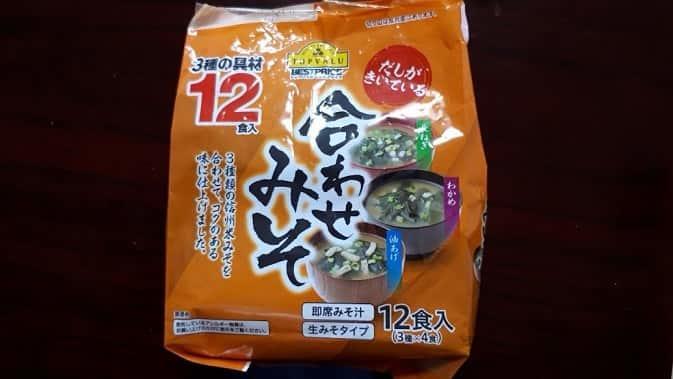 TOPVALU
BESTPRICE
3種の具材
12
食入
だしが
きいている
合わせ
みそ
3種類の信州米みそを
合わせて、コクのある
味に仕上げました。
長ねぎ
わかめ
油あげ
即席みそ汁
生みそタイプ
12食入
(3種×4食)